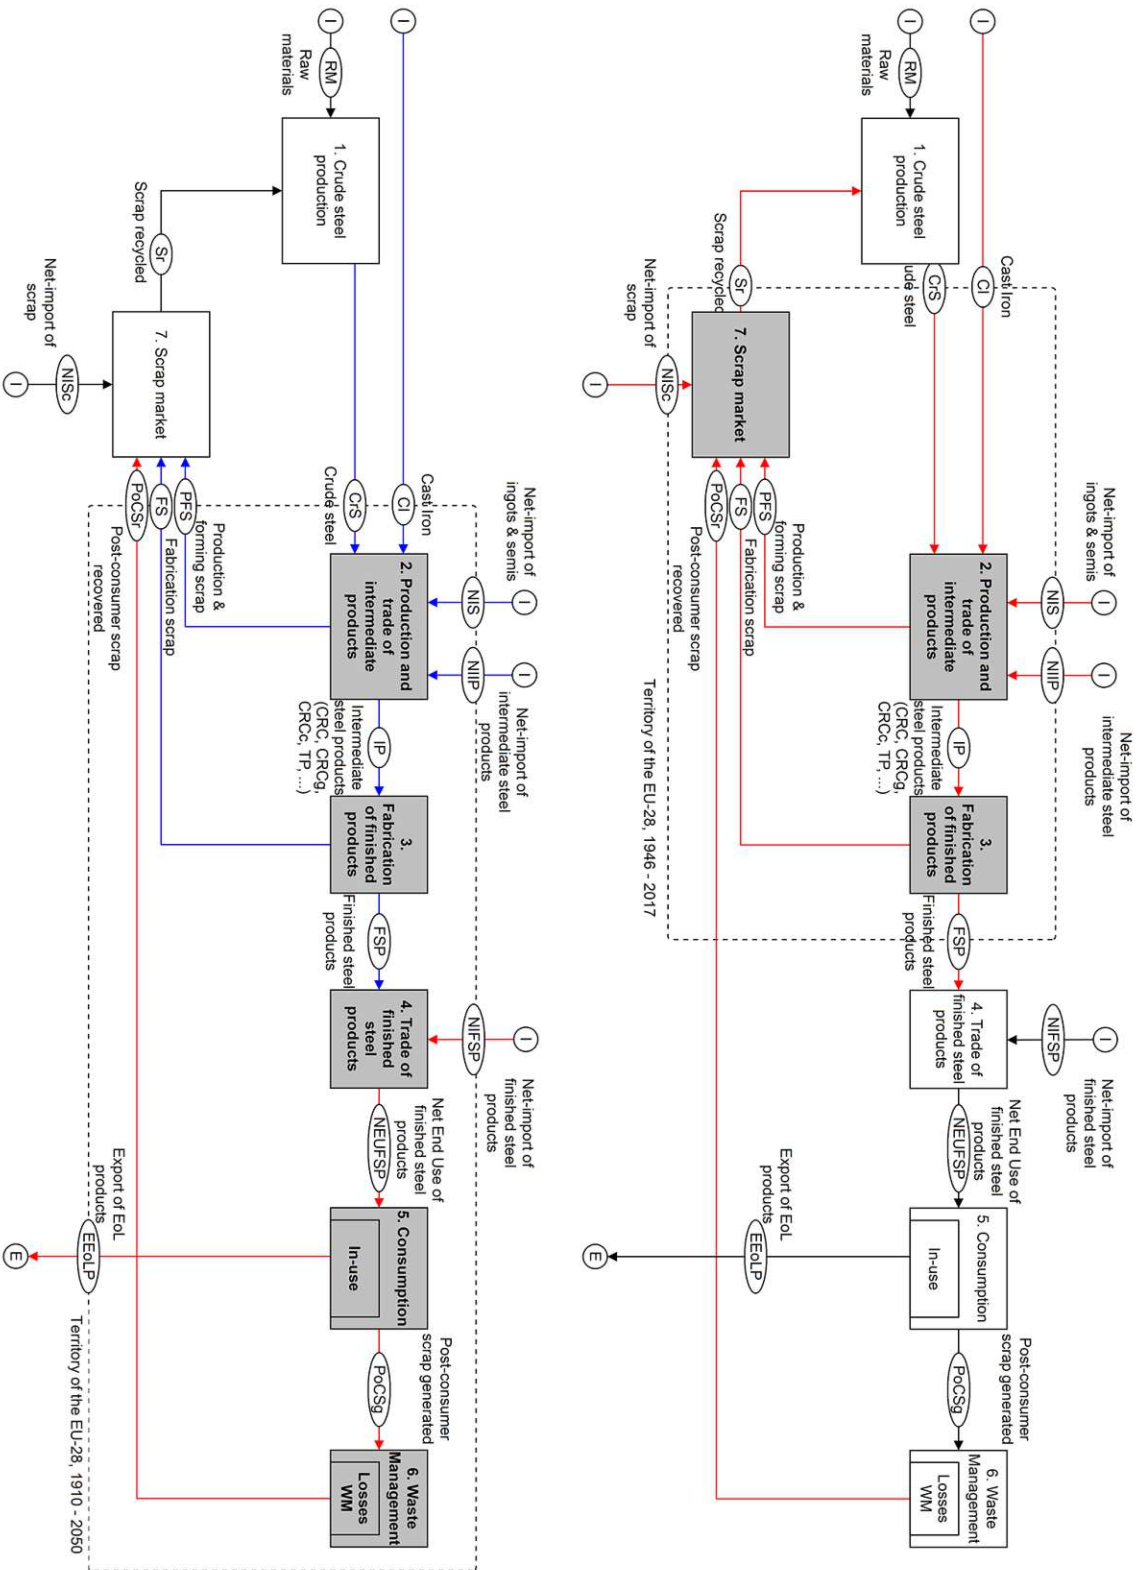 I
I
RM
Raw
materials
1. Crude steel
production
Cast Iron
CI
CrS
ude steel
Net-import of
ingots & semis
I
NIS
Net-import of
intermediate steel
products
I
NIIP
2. Production and
trade of
intermediate
products
IP
Intermediate
steel products
(CRC, CRCg,
CRCc, TP, ...)
3.
Fabrication
of finished
products
FSP
Finished steel
products
I
NIFSP
Net-import of
finished steel
products
4. Trade of
finished steel
products
Net End Use of
finished steel
products
NEUFSP
5. Consumption
In-use
Export of EoL
products
EEoLP
E
Post-consumer
scrap generated
PoCSg
6. Waste
Management
Losses
WM
Sr
Scrap recycled
7. Scrap market
Net-import of
scrap
NISc
I
PFS
Production &
forming scrap
FS
Fabrication scrap
PoCSr
Post-consumer scrap
recovered
Territory of the EU-28, 1946 - 2017
I
I
RM
Raw
materials
1. Crude steel
production
Cast Iron
CI
CrS
Crude steel
Net-import of
ingots & semis
I
NIS
Net-import of
intermediate steel
products
I
NIIP
2. Production and
trade of
intermediate
products
IP
Intermediate
steel products
(CRC, CRCg,
CRCc, TP, ...)
3.
Fabrication
of finished
products
FSP
Finished steel
products
I
NIFSP
Net-import of
finished steel
products
4. Trade of
finished
steel
products
Net End Use of
finished steel
products
NEUFSP
5. Consumption
In-use
Export of EoL
products
EEoLP
E
Post-consumer
scrap generated
PoCSg
6. Waste
Management
Losses
WM
Sr
Scrap recycled
7. Scrap market
Net-import of
scrap
NISc
I
PFS
Production &
forming scrap
FS
Fabrication scrap
PoCSr
Post-consumer scrap
recovered
Territory of the EU-28, 1910 - 2050